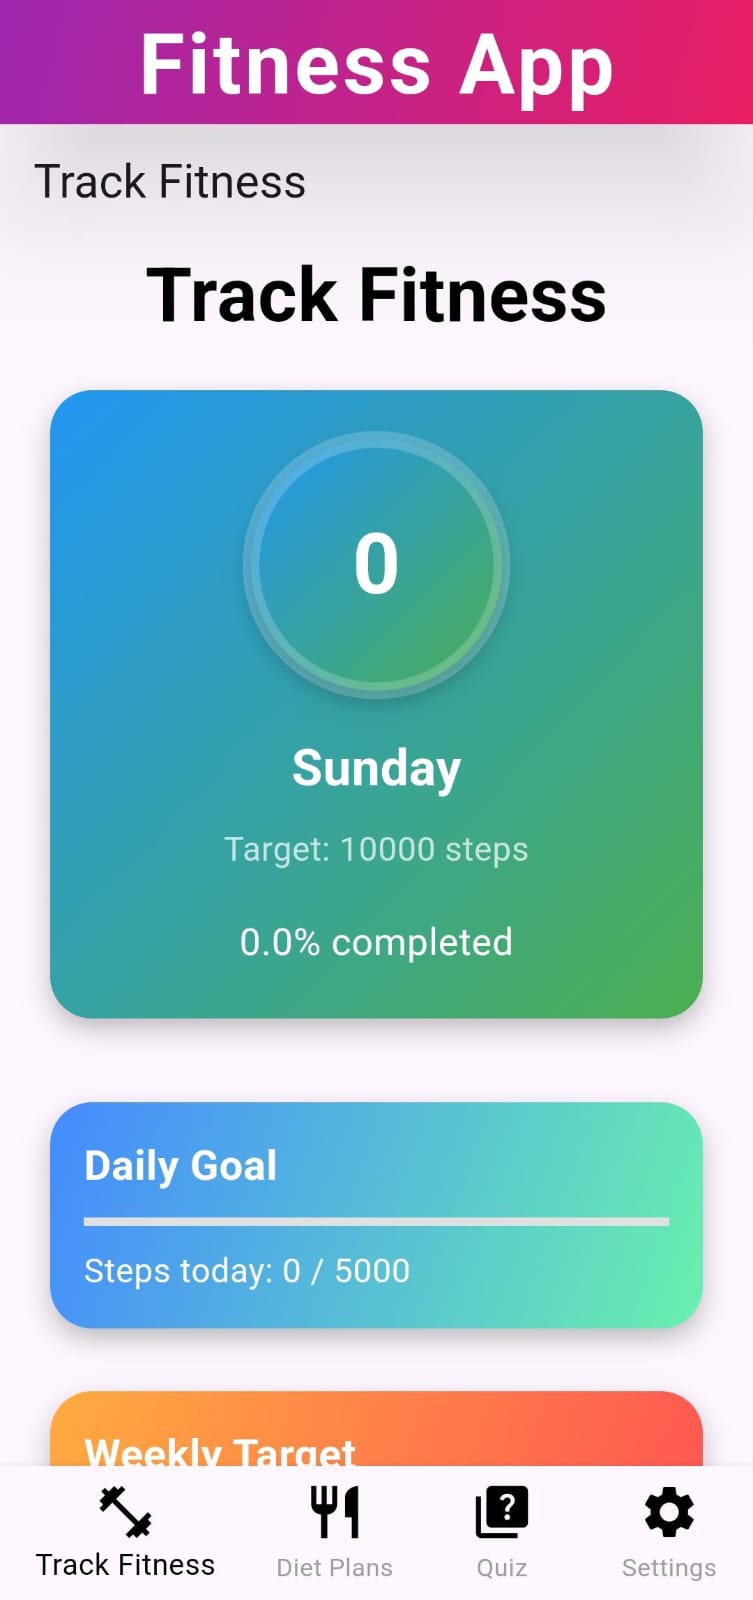 Fitness App
Track Fitness
Track Fitness
0
Sunday
Target: 10000 steps
0.0% completed
Daily Goal
Steps today: 0 / 5000
Weekly Target
Track Fitness
Diet Plans
Quiz
Settings